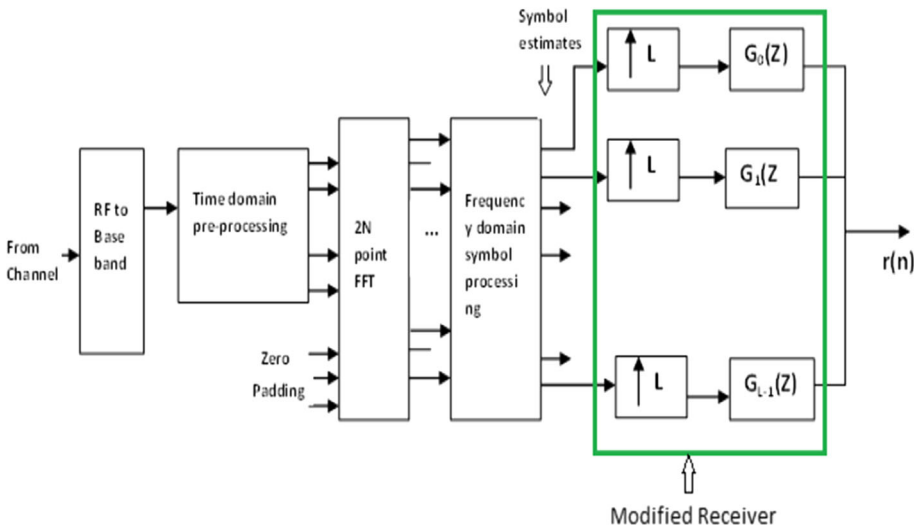 Symbol
estimates
L
G0(Z)
L
G1(Z
L
GL-1(Z)
From
Channel
RF to
Base
band
Time domain
pre-processing
Zero
Padding
2N
point
FFT
...
Frequenc
y domain
symbol
processi
ng
r(n)
Modified Receiver